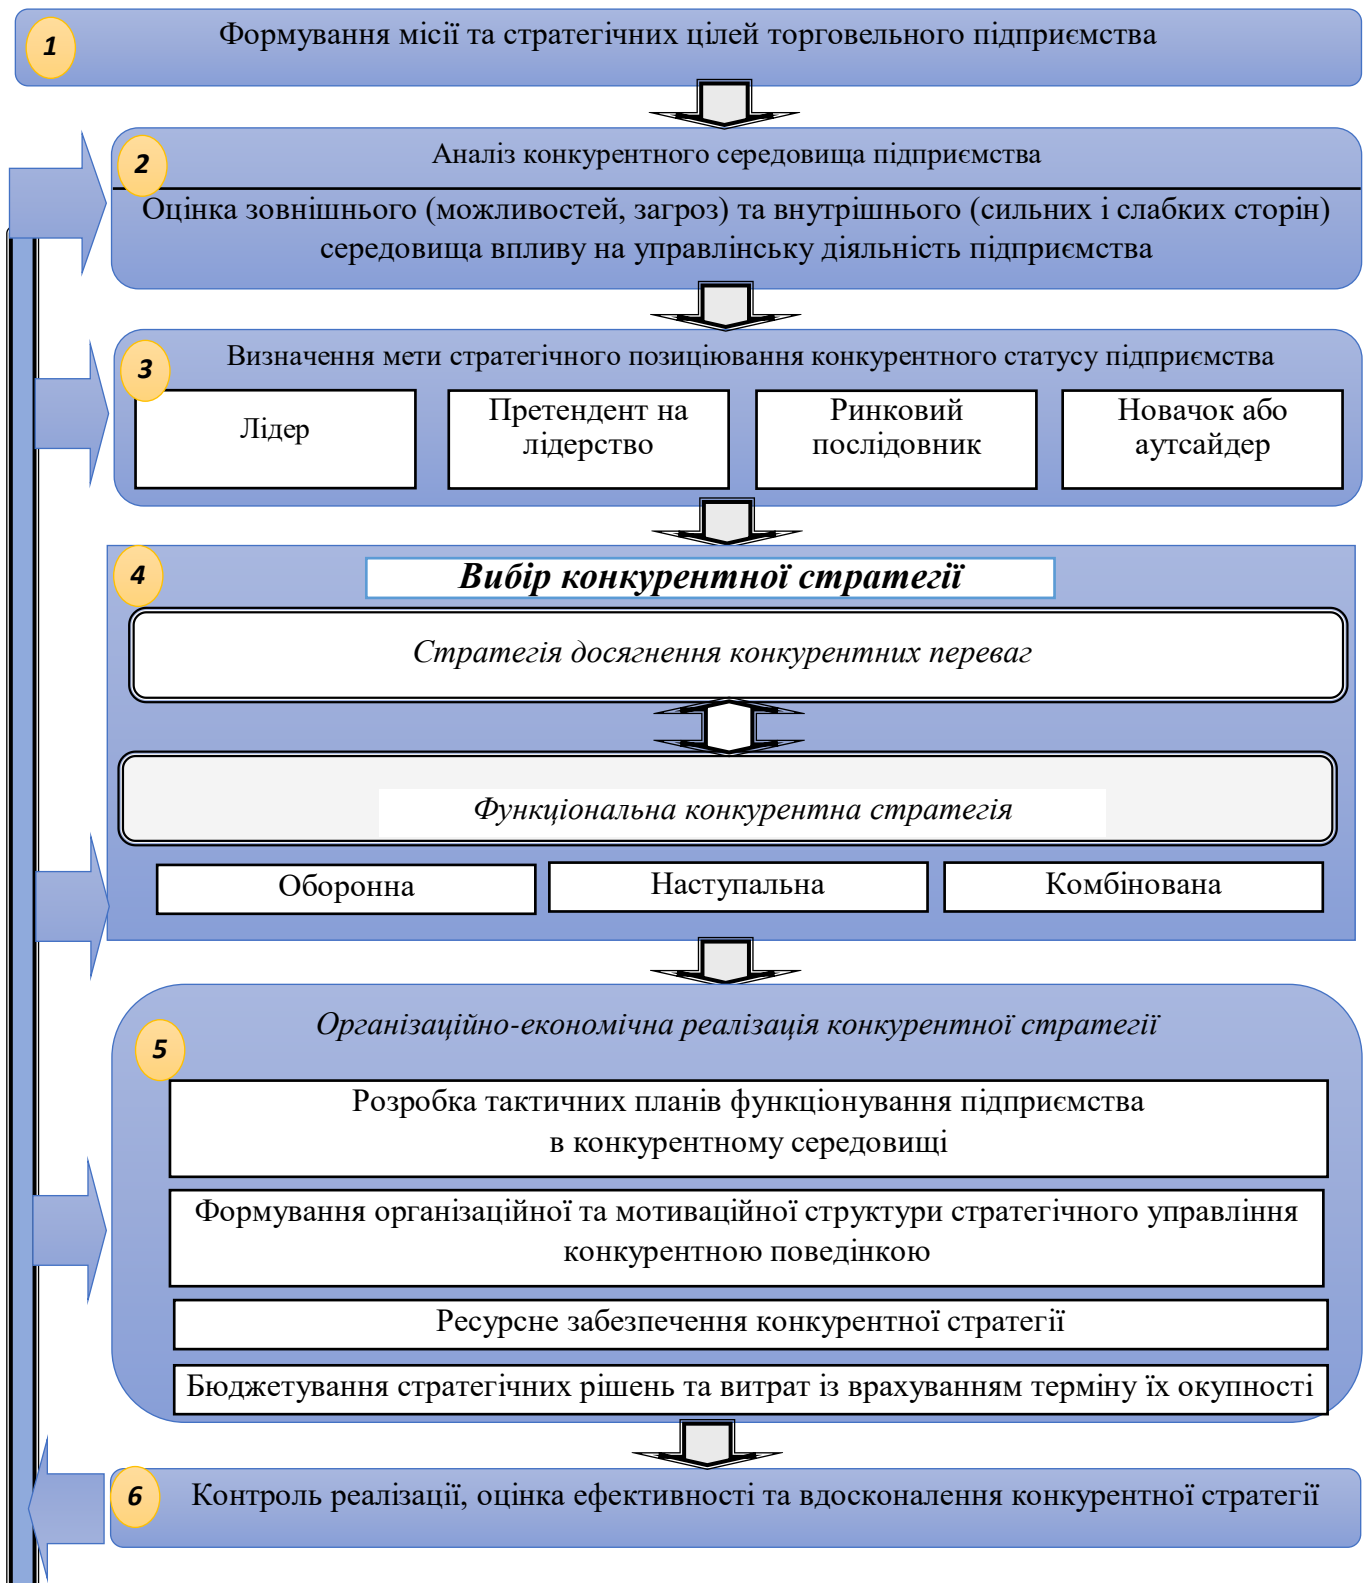 1
Формування місії та стратегічних цілей торговельного підприємства
2
Аналіз конкурентного середовища підприємства
Оцінка зовнішнього (можливостей, загроз) та внутрішнього (сильних і слабких сторін)
середовища впливу на управлінську діяльність підприємства
3
Визначення мети стратегічного позиціювання конкурентного статусу підприємства
Лідер
Претендент на
лідерство
Ринковий
послідовник
Новачок або
аутсайдер
4
Вибір конкурентної стратегії
Стратегія досягнення конкурентних переваг
Функціональна конкурентна стратегія
Оборонна
Наступальна
Комбінована
5
Організаційно-економічна реалізація конкурентної стратегії
Розробка тактичних планів функціонування підприємства
в конкурентному середовищі
Формування організаційної та мотиваційної структури стратегічного управління
конкурентною поведінкою
Ресурсне забезпечення конкурентної стратегії
Бюджетування стратегічних рішень та витрат із врахуванням терміну їх окупності
6
Контроль реалізації, оцінка ефективності та вдосконалення конкурентної стратегії